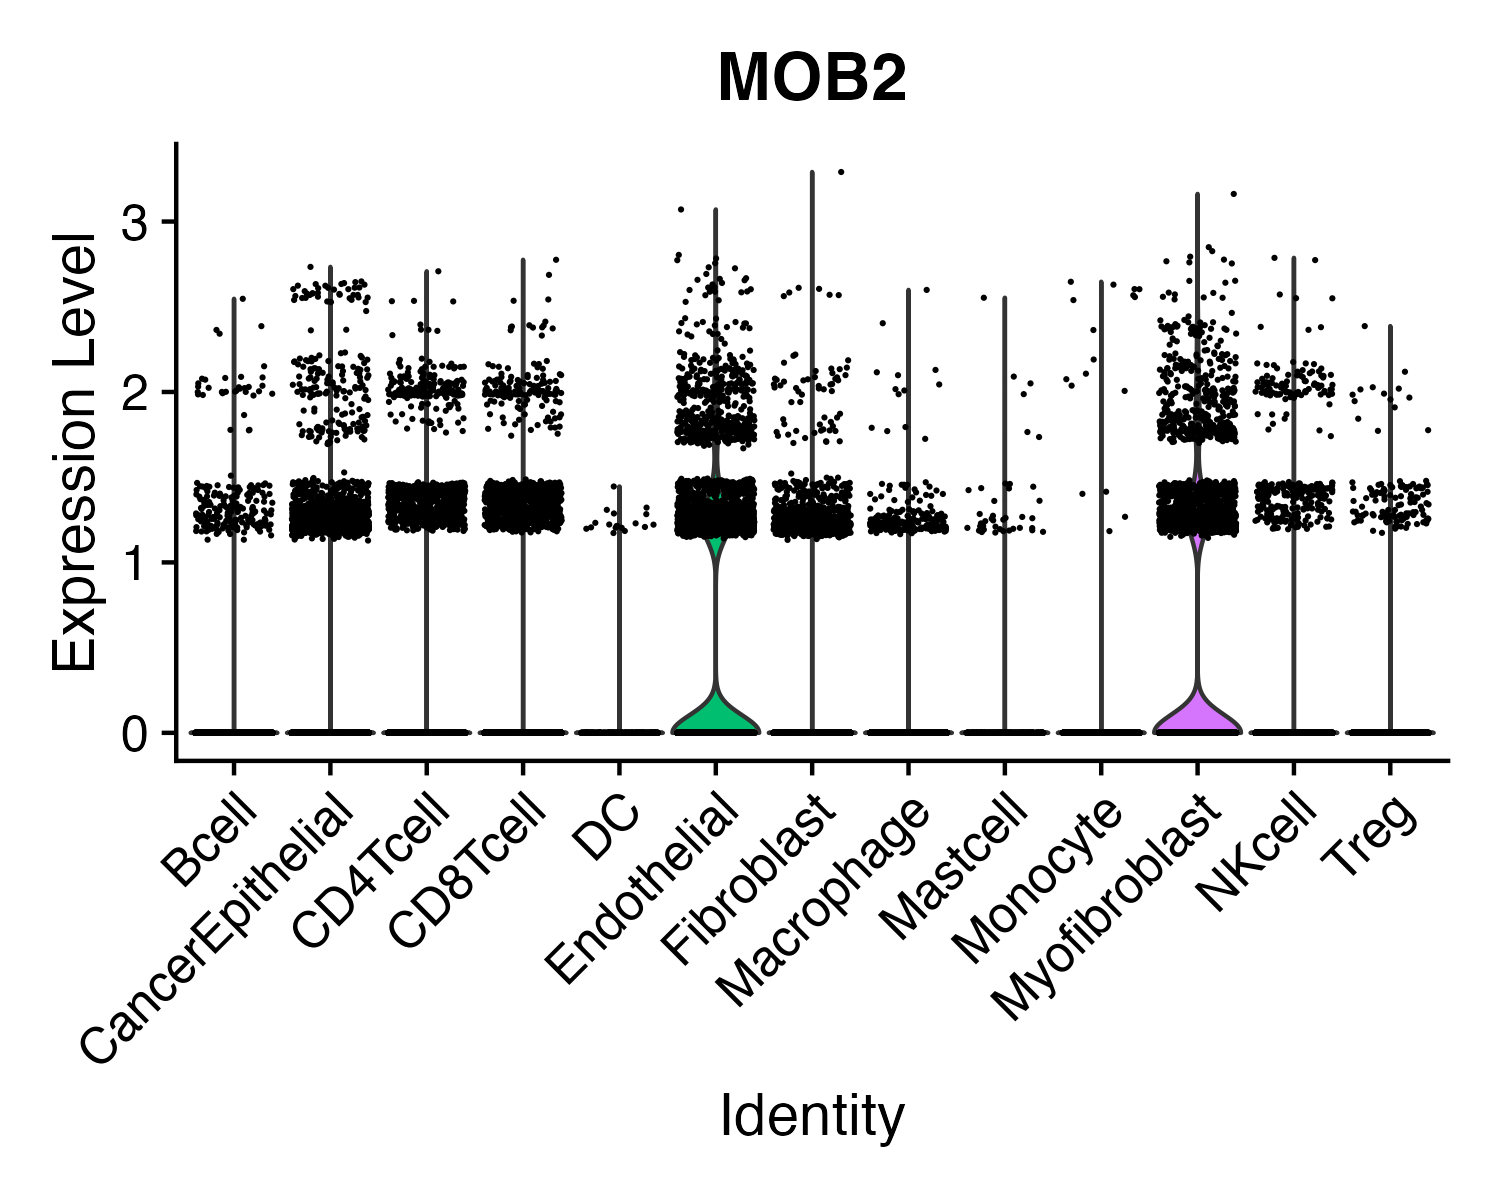 MOB2
Expression Level
3
2
1
0
Bcell
CancerEpithelial
CD4Tcell
CD8Tcell
DC
Endothelial
Fibroblast
Macrophage
Mastcell
Monocyte
Myofibroblast
NKcell
Treg
Identity